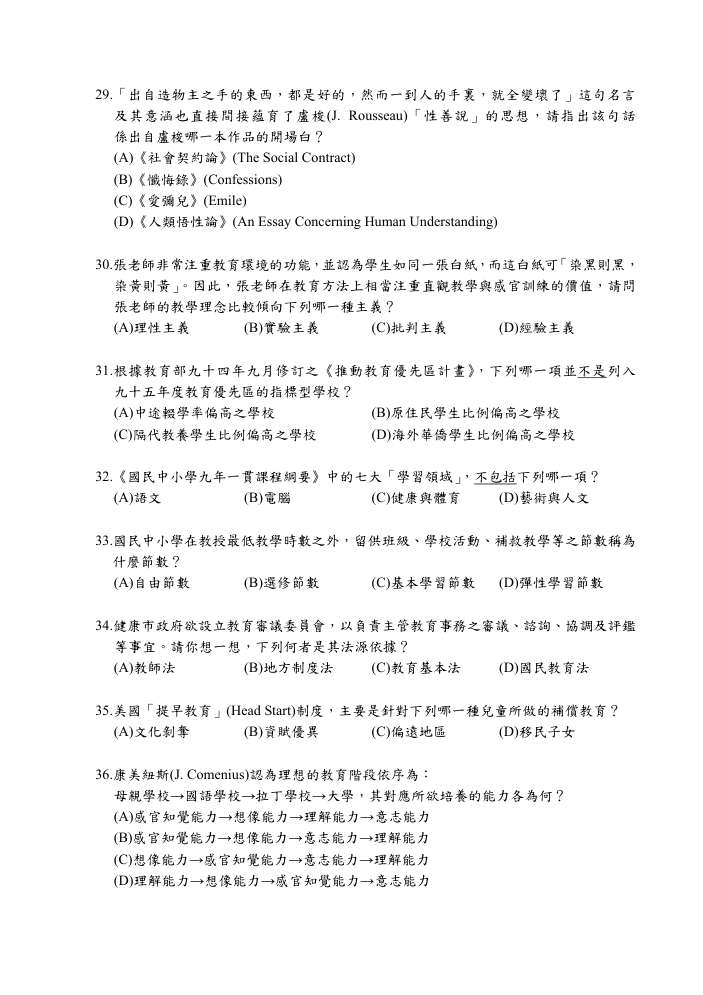 29.「出自造物主之手的東西，都是好的，然而一到人的手裏，就全變壞了」這句名言
及其意涵也直接間接蘊育了盧梭(J. Rousseau)「性善說」的思想，請指出該句話
係出自盧梭哪一本作品的開場白？
(A)《社會契約論》(The Social Contract)
(B)《懺悔錄》(Confessions)
(C)《愛彌兒》(Emile)
(D)《人類悟性論》(An Essay Concerning Human Understanding)
30.張老師非常注重教育環境的功能，並認為學生如同一張白紙，而這白紙可「染黑則黑，
染黃則黃」。因此，張老師在教育方法上相當注重直觀教學與感官訓練的價值，請問
張老師的教學理念比較傾向下列哪一種主義？
(A)理性主義 (B)實驗主義 (C)批判主義 (D)經驗主義
31.根據教育部九十四年九月修訂之《推動教育優先區計畫》，下列哪一項並不是列入
九十五年度教育優先區的指標型學校？
(A)中途輟學率偏高之學校 (B)原住民學生比例偏高之學校
(C)隔代教養學生比例偏高之學校 (D)海外華僑學生比例偏高之學校
32.《國民中小學九年一貫課程綱要》中的七大「學習領域」，不包括下列哪一項？
(A)語文 (B)電腦 (C)健康與體育 (D)藝術與人文
33.國民中小學在教授最低教學時數之外，留供班級、學校活動、補救教學等之節數稱為
什麼節數？
(A)自由節數 (B)選修節數 (C)基本學習節數 (D)彈性學習節數
34.健康市政府欲設立教育審議委員會，以負責主管教育事務之審議、諮詢、協調及評鑑
等事宜。請你想一想，下列何者是其法源依據？
(A)教師法 (B)地方制度法 (C)教育基本法 (D)國民教育法
35.美國「提早教育」(Head Start)制度，主要是針對下列哪一種兒童所做的補償教育？
(A)文化剝奪 (B)資賦優異 (C)偏遠地區 (D)移民子女
36.康美紐斯(J. Comenius)認為理想的教育階段依序為：
母親學校→國語學校→拉丁學校→大學，其對應所欲培養的能力各為何？
(A)感官知覺能力→想像能力→理解能力→意志能力
(B)感官知覺能力→想像能力→意志能力→理解能力
(C)想像能力→感官知覺能力→意志能力→理解能力
(D)理解能力→想像能力→感官知覺能力→意志能力